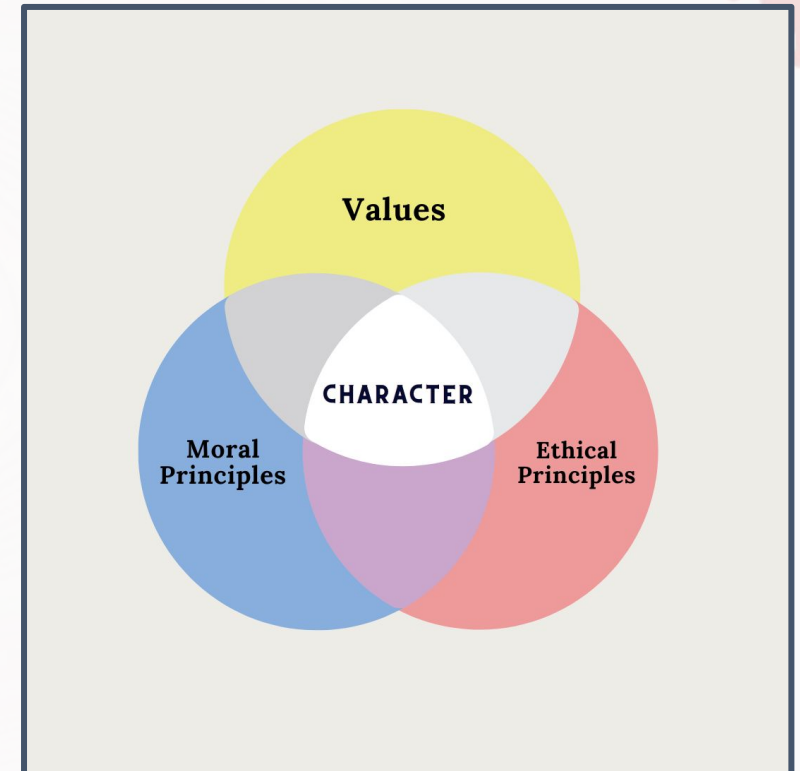 Values
CHARACTER
Moral
Principles
Ethical
Principles